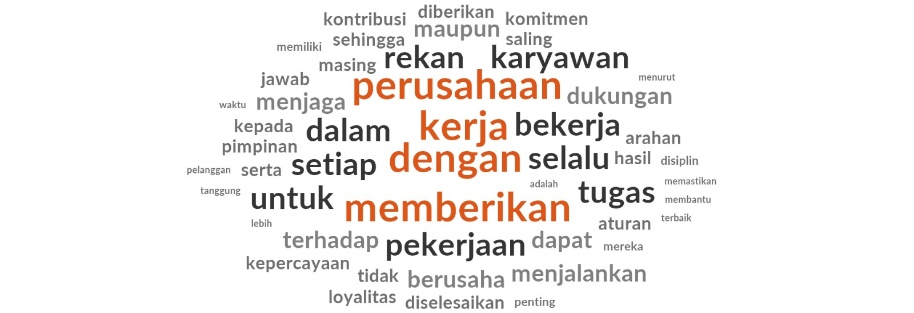 diberikan
kontribusi komitmen
maupun
sehingga saling
memiliki
rekan karyawan
masing
jawab menurut
perusahaan
menjaga dukungan
waktu
kepada dalam kerja bekerja
arahan
pimpinan
setiap dengan selalu hasil disiplin
pelanggan serta
tanggung adalah tugas memastikan
untuk membantu
memberikan
lebih aturan terbaik
terhadap pekerjaan dapat mereka
kepercayaan
tidak berusaha menjalankan
loyalitas diselesaikan penting